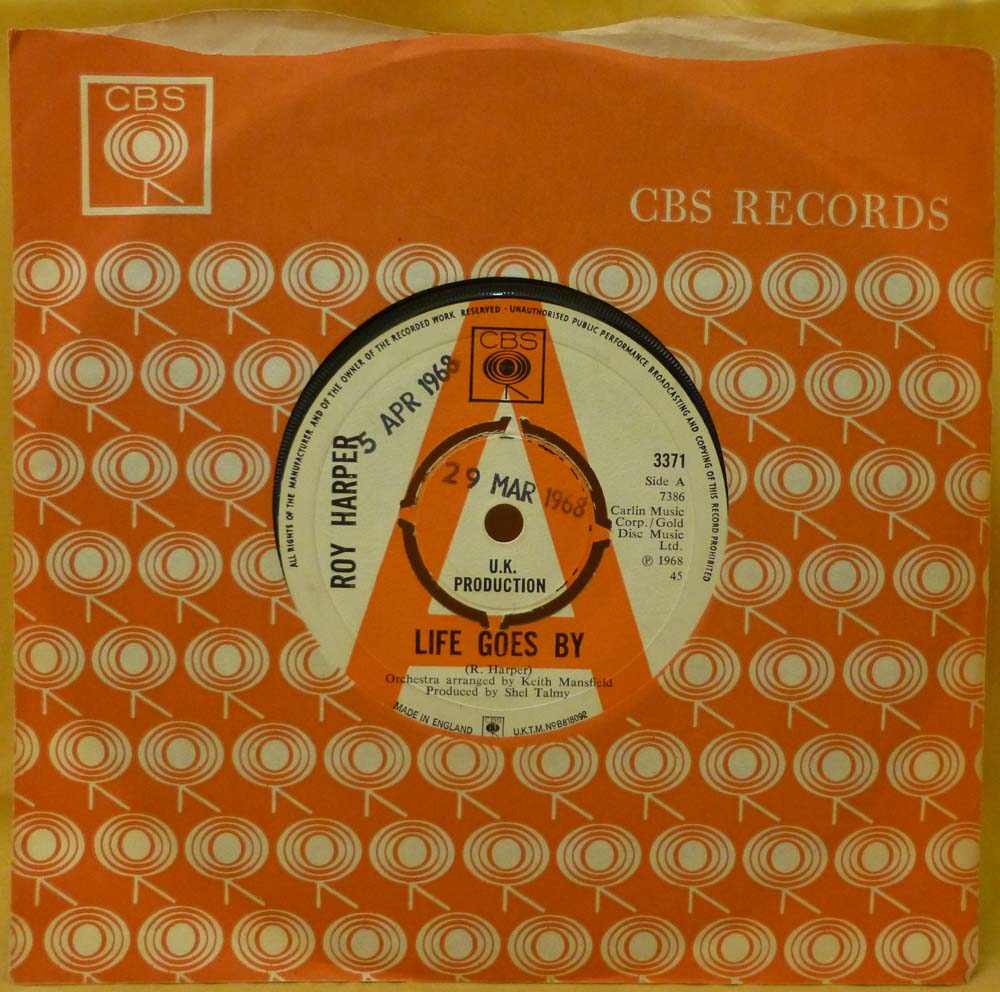 CBS
CBS RECORDS
ALL RIGHTS OF THE MANUFACTURER AND OF THE OWNER OF THE RECORDED WORK RESERVED · UNAUTHORISED PUBLIC PERFORMANCE BROADCASTING AND COPYING OF THIS RECORD PROHIBITED
CBS
ROY HARPER
5 APR 1968
29 MAR 1968
3371
Side A
7386
Carlin Music
Corp./Gold
Disc Music
Ltd.
℗ 1968
45
U.K.
PRODUCTION
LIFE GOES BY
(R. Harper)
Orchestra arranged by Keith Mansfield
Produced by Shel Talmy
MADE IN ENGLAND
CBS
U.K.T.M. No B818092